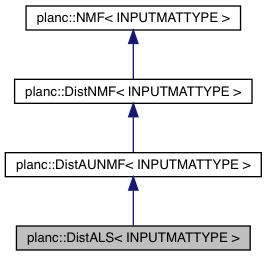 planc::NMF< INPUTMATTYPE >
planc::DistNMF< INPUTMATTYPE >
planc::DistAUNMF< INPUTMATTYPE >
planc::DistALS< INPUTMATTYPE >